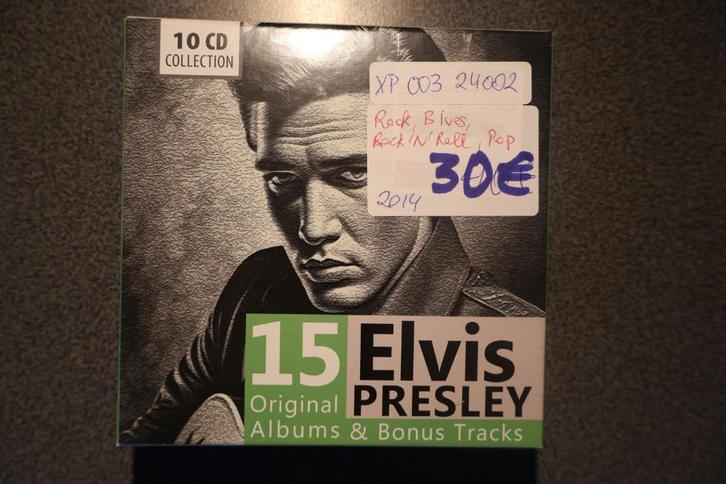 10 CD
COLLECTION
XP 003 24002
Rock, Blues,
Rock 'N' Roll, Pop
30€
2014
15
Original
Elvis
PRESLEY
Albums & Bonus Tracks